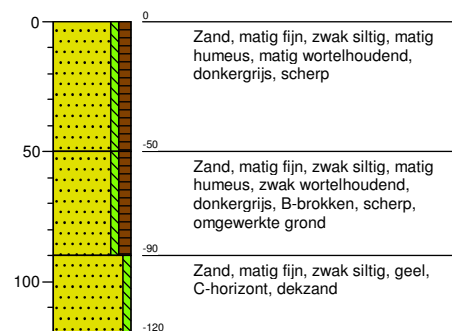 0
0
Zand, matig fijn, zwak siltig, matig
humeus, matig wortelhoudend,
donkergrijs, scherp
50
-50
Zand, matig fijn, zwak siltig, matig
humeus, zwak wortelhoudend,
donkergrijs, B-brokken, scherp,
omgewerkte grond
-90
Zand, matig fijn, zwak siltig, geel,
C-horizont, dekzand
100
-120